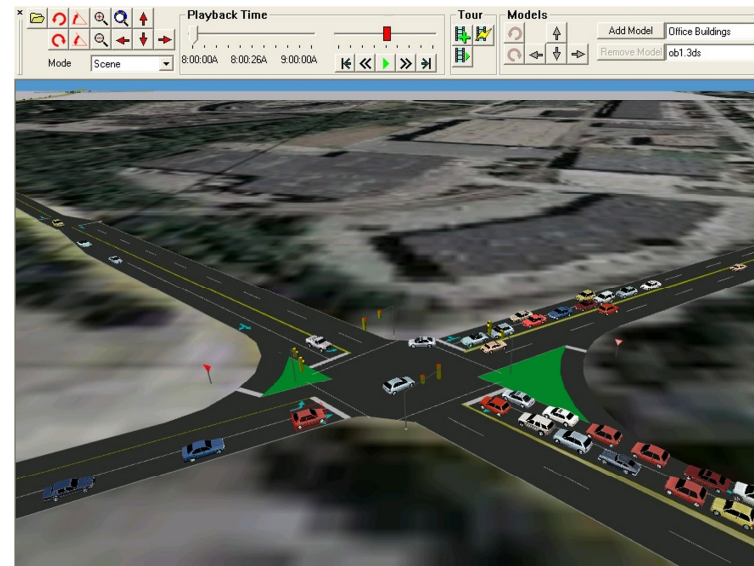 Playback Time
Tour
Models
Add Model
Office Buildings
Mode
Scene
8:00:00A
8:00:26A
9:00:00A
Remove Model
ob1.3ds